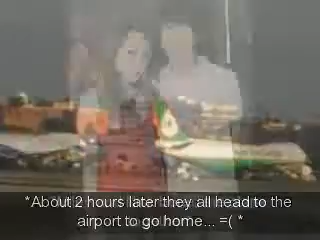 *About 2 hours later they all head to the
airport to go home... =( *